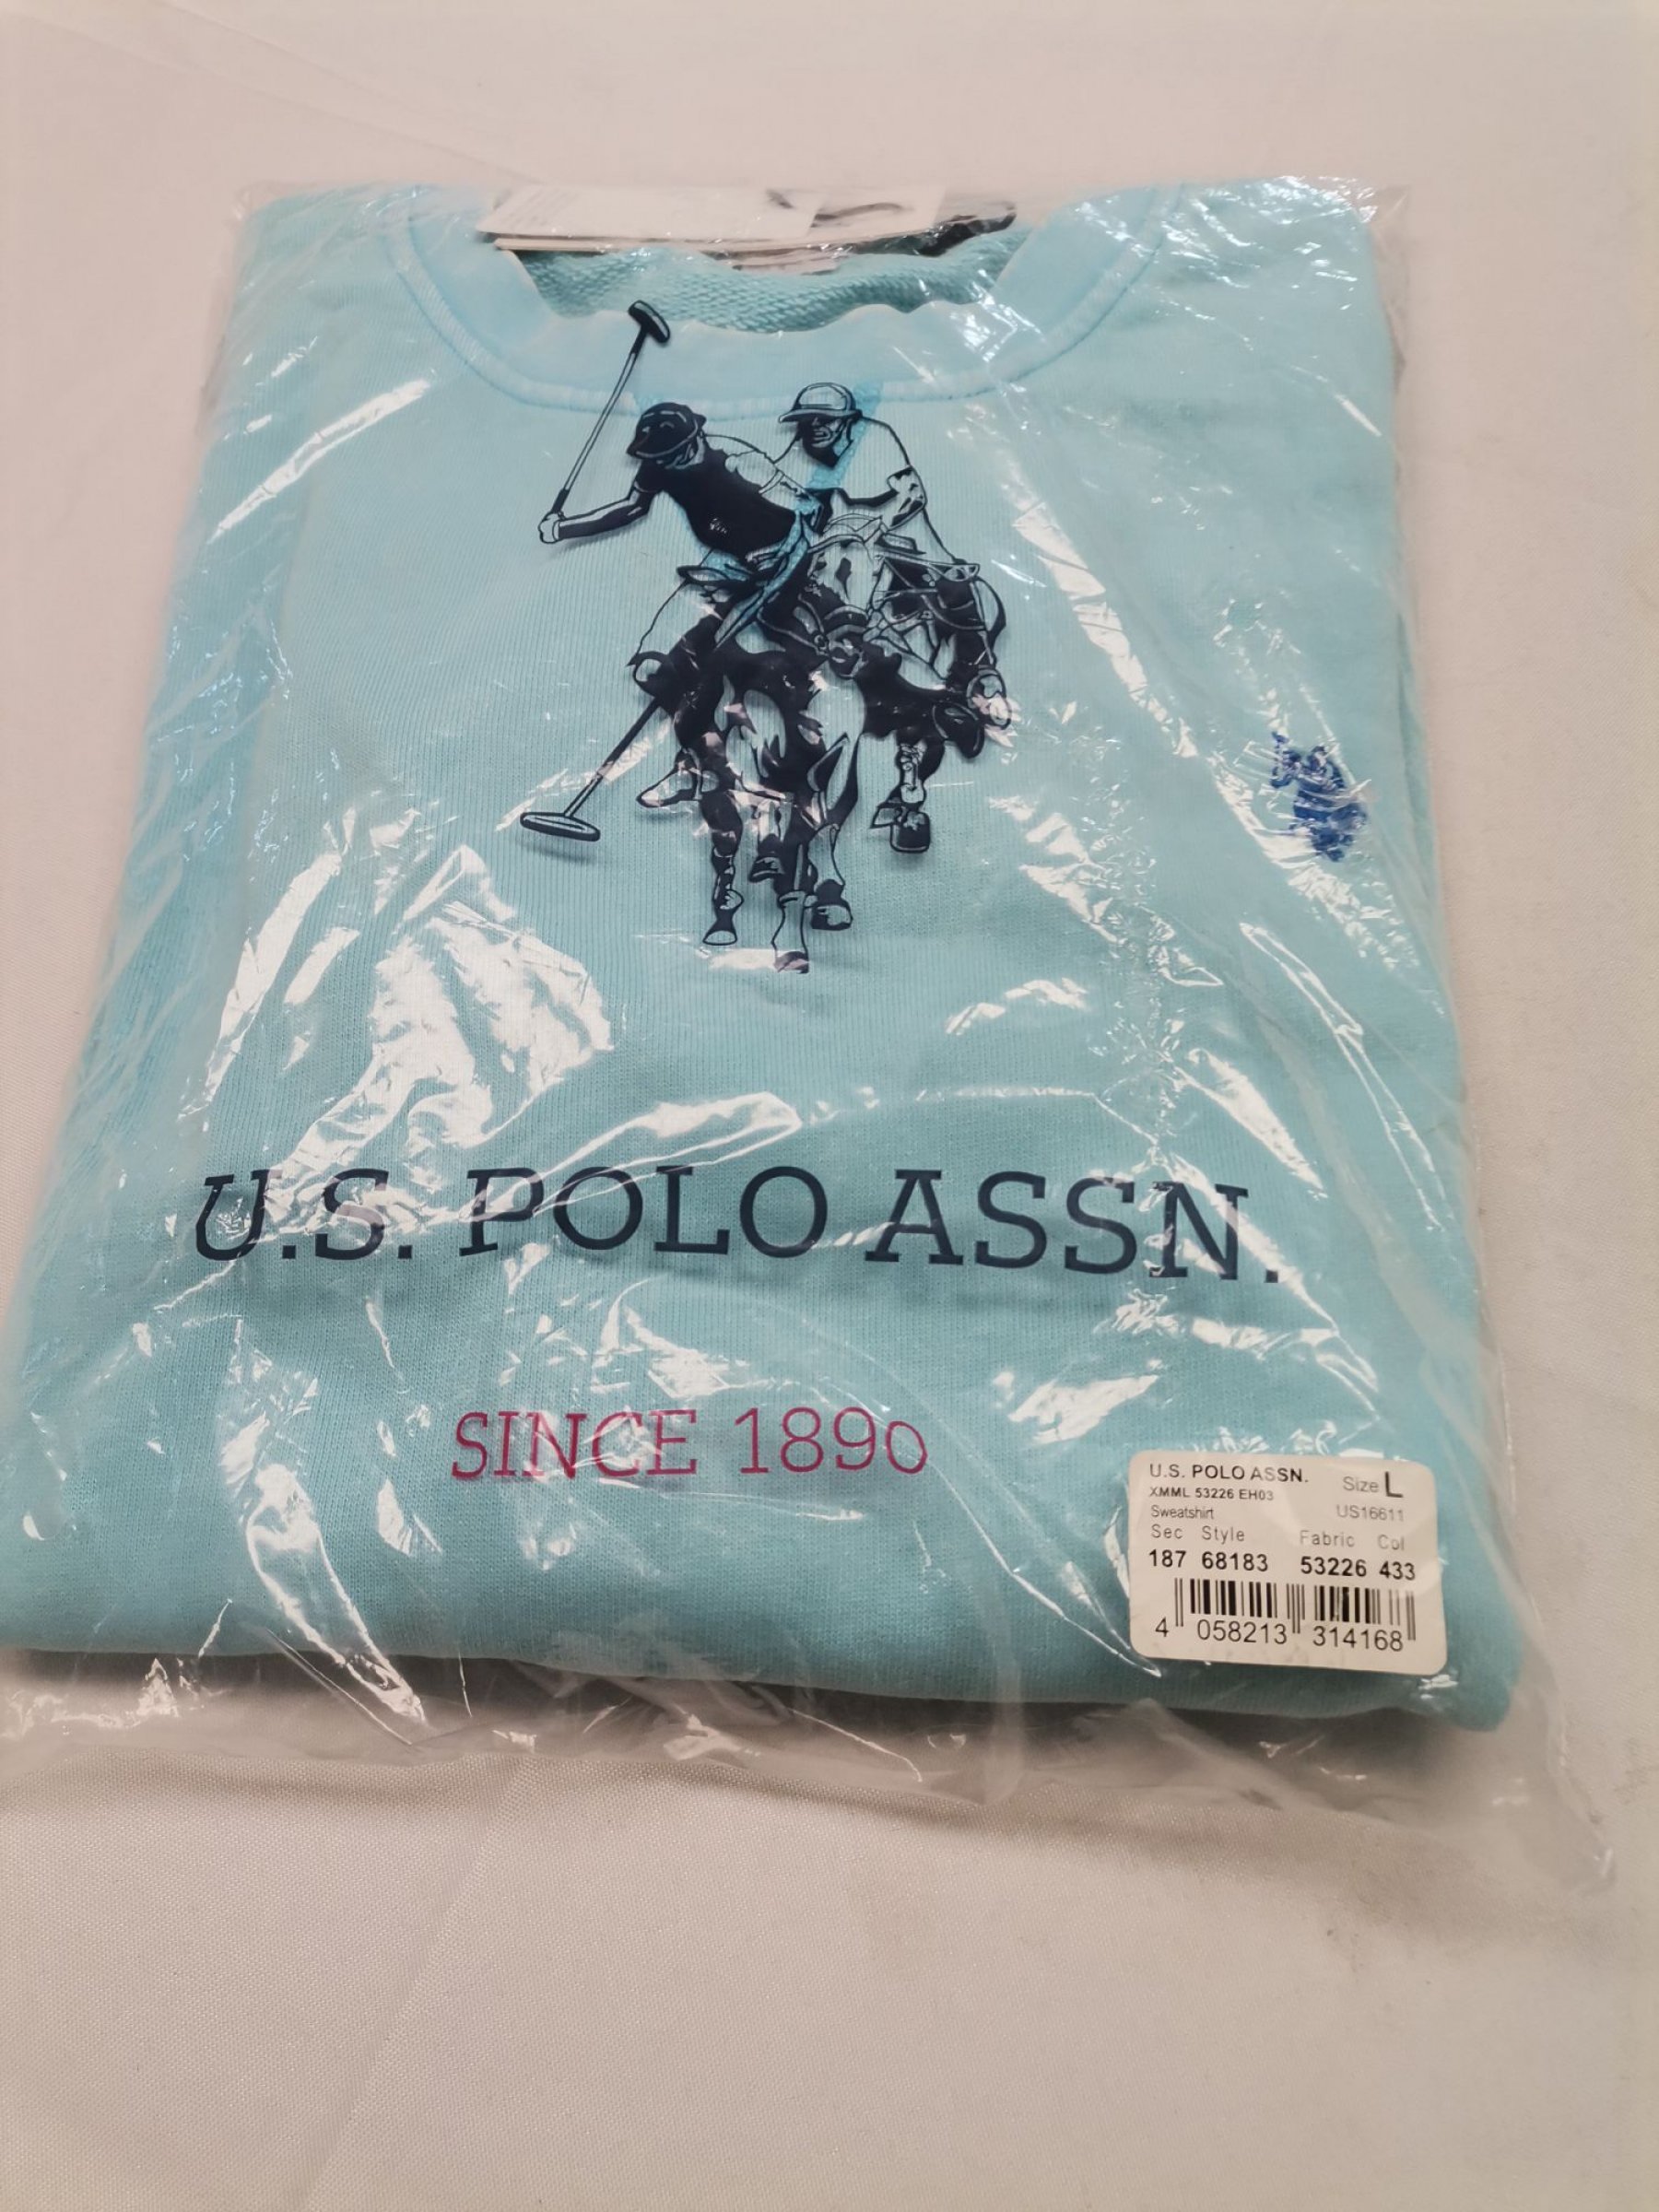 U.S. POLO ASSN.
SINCE 1890
U.S. POLO ASSN. Size L
XMML 53226 EH03
Sweatshirt US16611
Sec Style Fabric Col
187 68183 53226 433
4 058213 314168